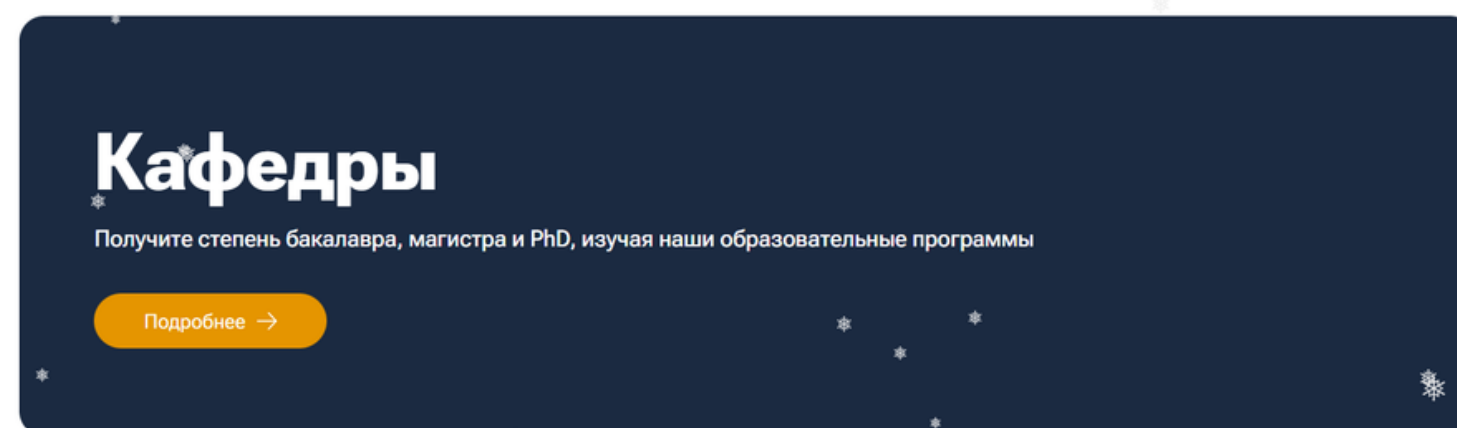 Кафедры
Получите степень бакалавра, магистра и PhD, изучая наши образовательные программы
Подробнее →